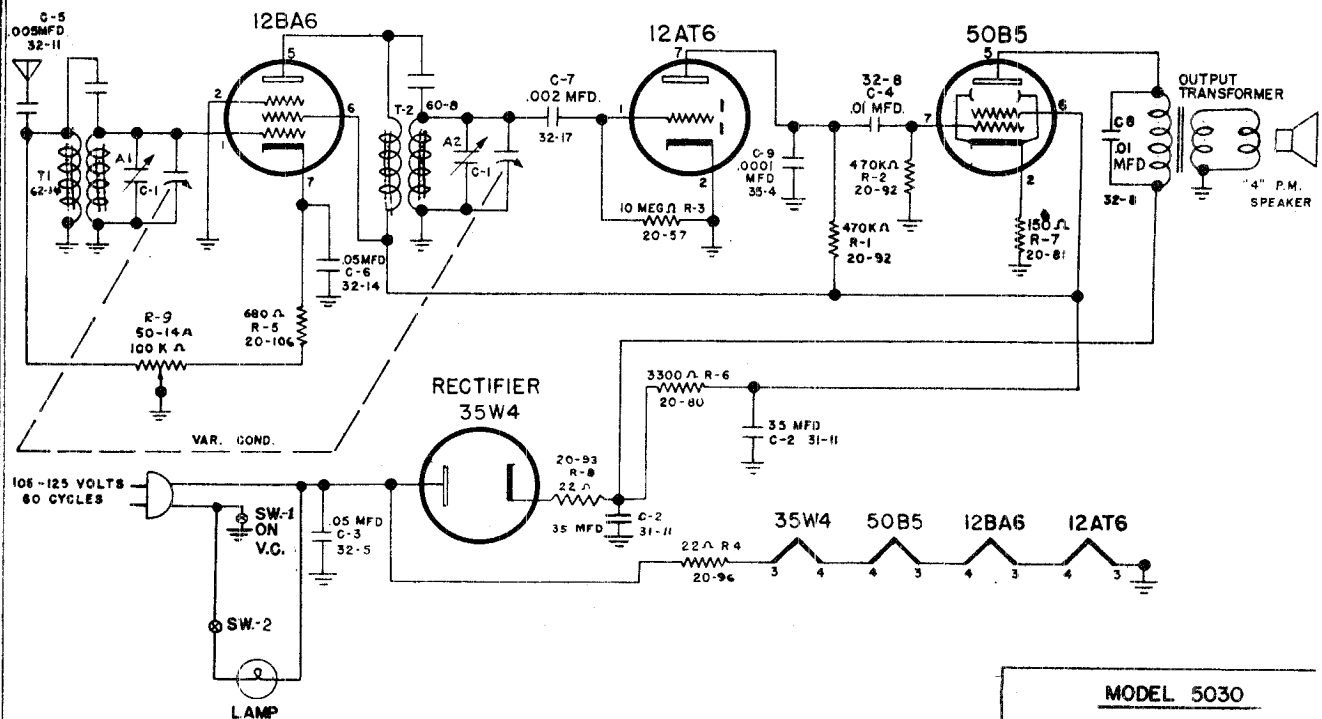 C-5
.005MFD.
32-11
12BA6
5
2
6
1
7
T1
62-14
A1
C-1
.05MFD
C-6
32-14
680 Ω
R-5
20-106
R-9
50-14A
100 K Ω
VAR. COND.
T-2
60-8
A2
C-1
C-7
.002 MFD.
32-17
12AT6
7
1
2
10 MEG Ω R-3
20-57
C-9
.0001
MFD
35-4
470KΩ
R-1
20-92
32-8
C-4
.01 MFD.
470KΩ
R-2
20-92
50B5
5
6
7
2
150 Ω
R-7
20-81
C8
.01
MFD
32-8
OUTPUT
TRANSFORMER
"4" P.M.
SPEAKER
RECTIFIER
35W4
3300 Ω R-6
20-80
35 MFD
C-2 31-11
20-93
R-8
22 Ω
35 MFD
C-2
31-11
105-125 VOLTS
60 CYCLES
SW.-1
ON
V.C.
.05 MFD
C-3
32-5
SW.-2
LAMP
22Ω R4
20-96
35W4 50B5 12BA6 12AT6
3 4 4 3 4 3 4 3
MODEL 5030